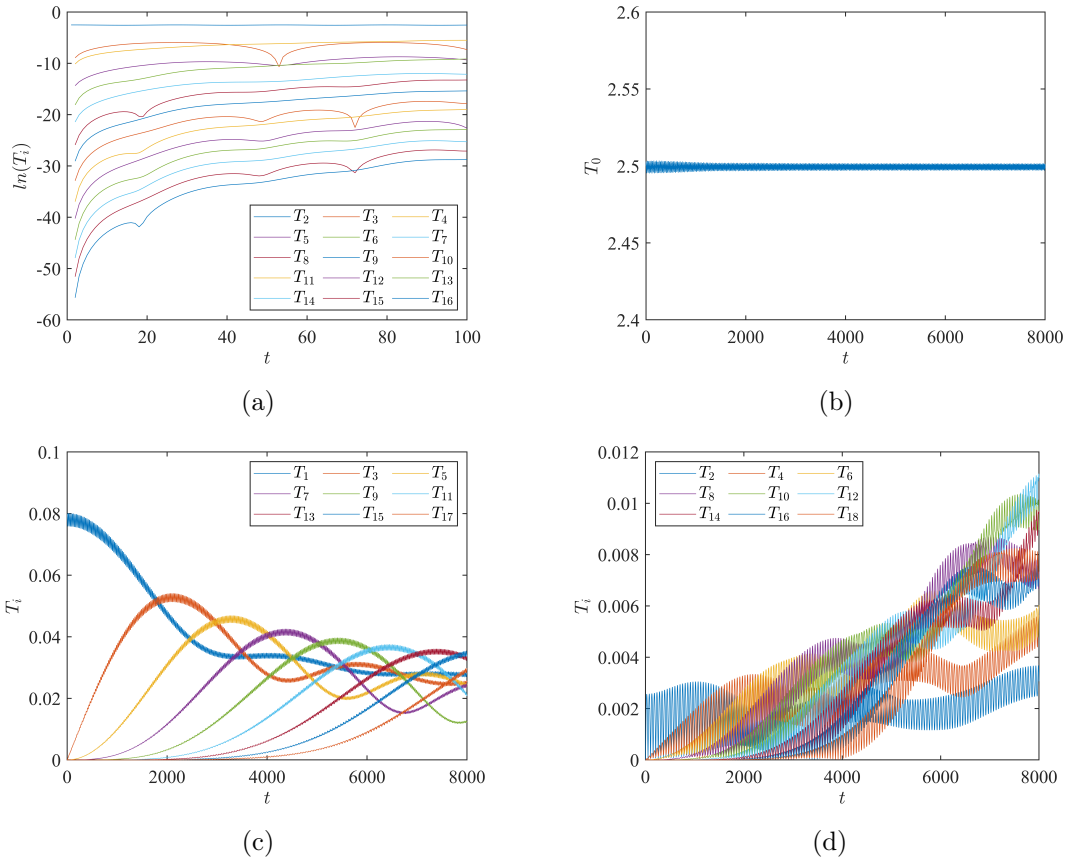 0
-10
-20
-30
-40
-50
-60
ln(T_i)
T_2 T_3 T_4
T_5 T_6 T_7
T_8 T_9 T_10
T_11 T_12 T_13
T_14 T_15 T_16
0 20 40 60 80 100
t
(a)
2.6
2.55
2.5
2.45
2.4
T_0
0 2000 4000 6000 8000
t
(b)
0.1
0.08
0.06
0.04
0.02
0
T_i
T_1 T_3 T_5
T_7 T_9 T_11
T_13 T_15 T_17
0 2000 4000 6000 8000
t
(c)
0.012
0.01
0.008
0.006
0.004
0.002
0
T_i
T_2 T_4 T_6
T_8 T_10 T_12
T_14 T_16 T_18
0 2000 4000 6000 8000
t
(d)